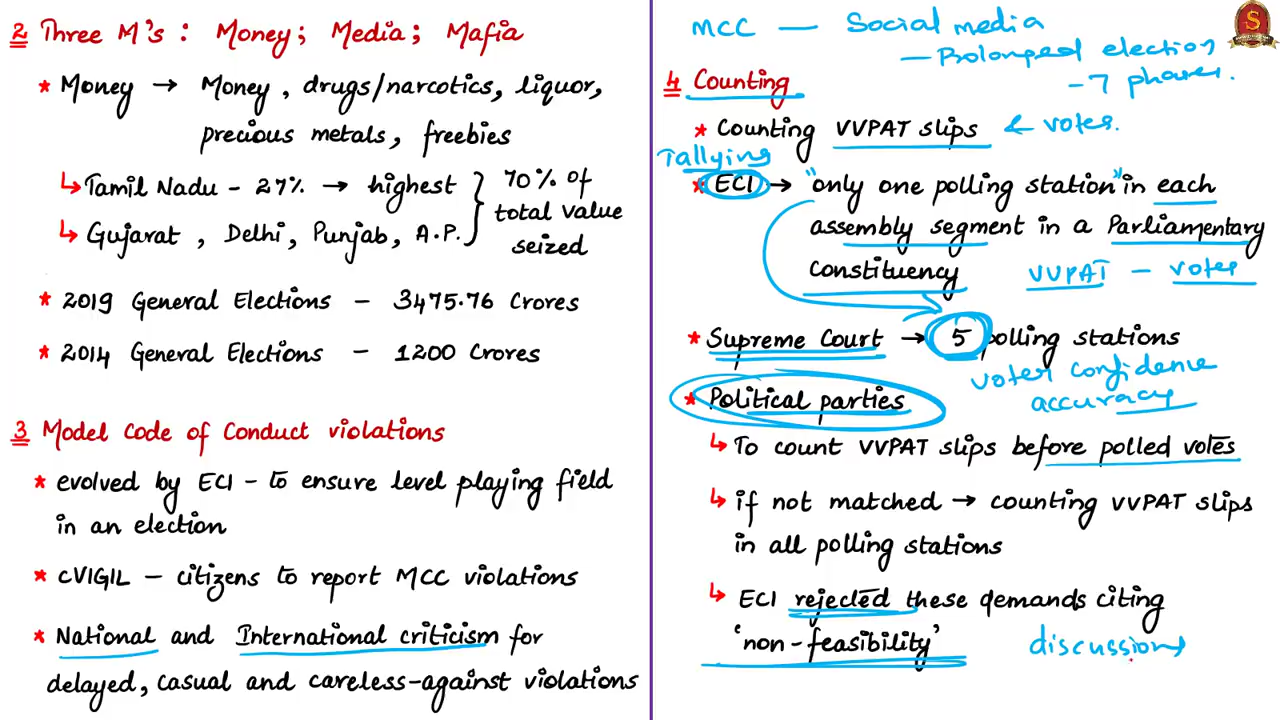 2 Three M's : Money; Media; Mafia
* Money → Money, drugs/narcotics, liquor,
precious metals, freebies
↳ Tamil Nadu - 27% → highest
↳ Gujarat, Delhi, Punjab, A.P.
70% of
total value
seized
* 2019 General Elections - 3475.76 Crores
* 2014 General Elections - 1200 Crores
3 Model Code of Conduct violations
* evolved by ECI - to ensure level playing field
in an election
* cVIGIL - citizens to report MCC violations
* National and International criticism for
delayed, casual and careless-against violations
MCC — Social media
— Prolonged election
- 7 phases.
4 Counting
* Counting VVPAT slips ← votes.
Tallying
* ECI → "only one polling station" in each
assembly segment in a Parliamentary
constituency
VVPAT - votes
* Supreme Court → 5 polling stations
voter confidence
accuracy
* Political parties
↳ To count VVPAT slips before polled votes
↳ if not matched → counting VVPAT slips
in all polling stations
↳ ECI rejected these demands citing
'non-feasibility'
discussions
S